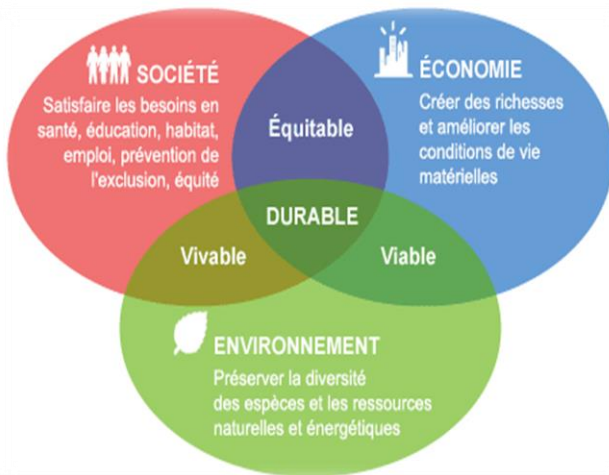 SOCIÉTÉ
Satisfaire les besoins en
santé, éducation, habitat,
emploi, prévention de
l'exclusion, équité
Équitable
ÉCONOMIE
Créer des richesses
et améliorer les
conditions de vie
matérielles
DURABLE
Vivable
Viable
ENVIRONNEMENT
Préserver la diversité
des espèces et les ressources
naturelles et énergétiques